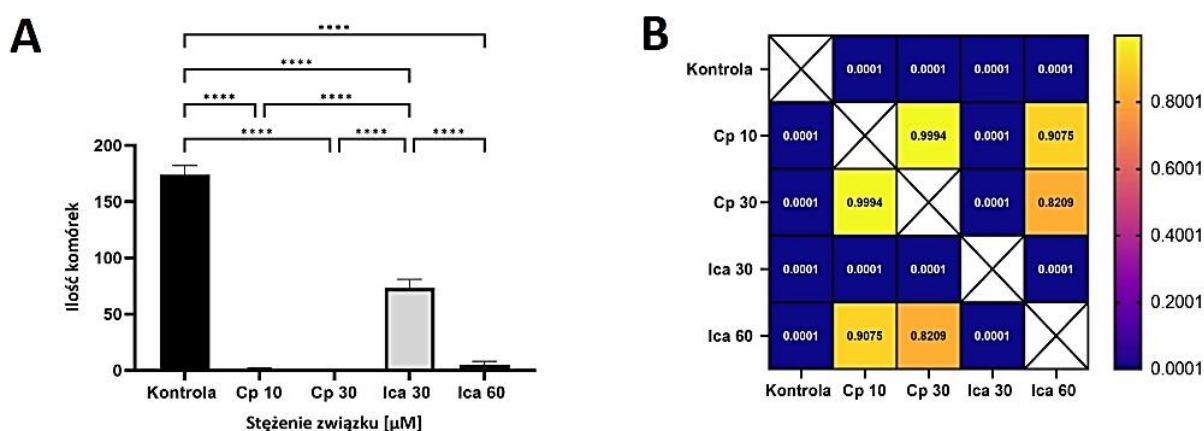 A
****
****
**** ****
**** **** ****
200
150
100
50
0
Ilość komórek
Kontrola Cp 10 Cp 30 Ica 30 Ica 60
Stężenie związku [µM]
B
Kontrola 0.0001 0.0001 0.0001 0.0001
Cp 10 0.0001 0.9994 0.0001 0.9075
Cp 30 0.0001 0.9994 0.0001 0.8209
Ica 30 0.0001 0.0001 0.0001 0.0001
Ica 60 0.0001 0.9075 0.8209 0.0001
Kontrola Cp 10 Cp 30 Ica 30 Ica 60
0.8001
0.6001
0.4001
0.2001
0.0001